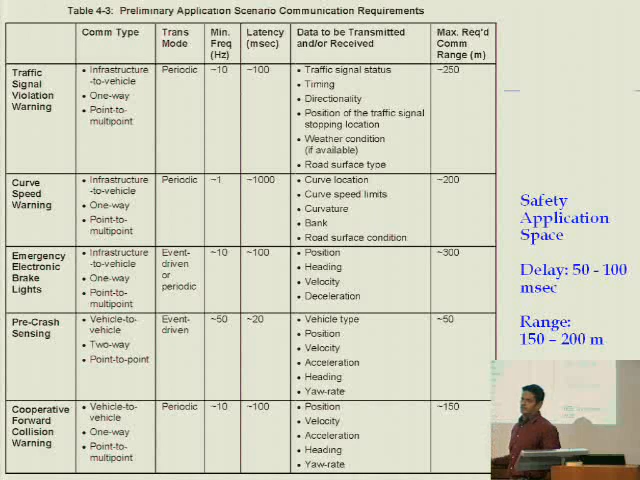 Table 4-3: Preliminary Application Scenario Communication Requirements
Comm Type
Trans Mode
Min. Freq (Hz)
Latency (msec)
Data to be Transmitted and/or Received
Max. Req'd Comm Range (m)
Traffic Signal Violation Warning
• Infrastructure -to-vehicle
• One-way
• Point-to-multipoint
Periodic
~10
~100
• Traffic signal status
• Timing
• Directionality
• Position of the traffic signal stopping location
• Weather condition (if available)
• Road surface type
~250
Curve Speed Warning
• Infrastructure -to-vehicle
• One-way
• Point-to-multipoint
Periodic
~1
~1000
• Curve location
• Curve speed limits
• Curvature
• Bank
• Road surface condition
~200
Emergency Electronic Brake Lights
• Infrastructure -to-vehicle
• One-way
• Point-to-multipoint
Event-driven or periodic
~10
~100
• Position
• Heading
• Velocity
• Deceleration
~300
Pre-Crash Sensing
• Vehicle-to-vehicle
• Two-way
• Point-to-point
Event-driven
~50
~20
• Vehicle type
• Position
• Velocity
• Acceleration
• Heading
• Yaw-rate
~50
Cooperative Forward Collision Warning
• Vehicle-to-vehicle
• One-way
• Point-to-multipoint
Periodic
~10
~100
• Position
• Velocity
• Acceleration
• Heading
• Yaw-rate
~150
Safety
Application
Space
Delay: 50 - 100
msec
Range:
150 – 200 m